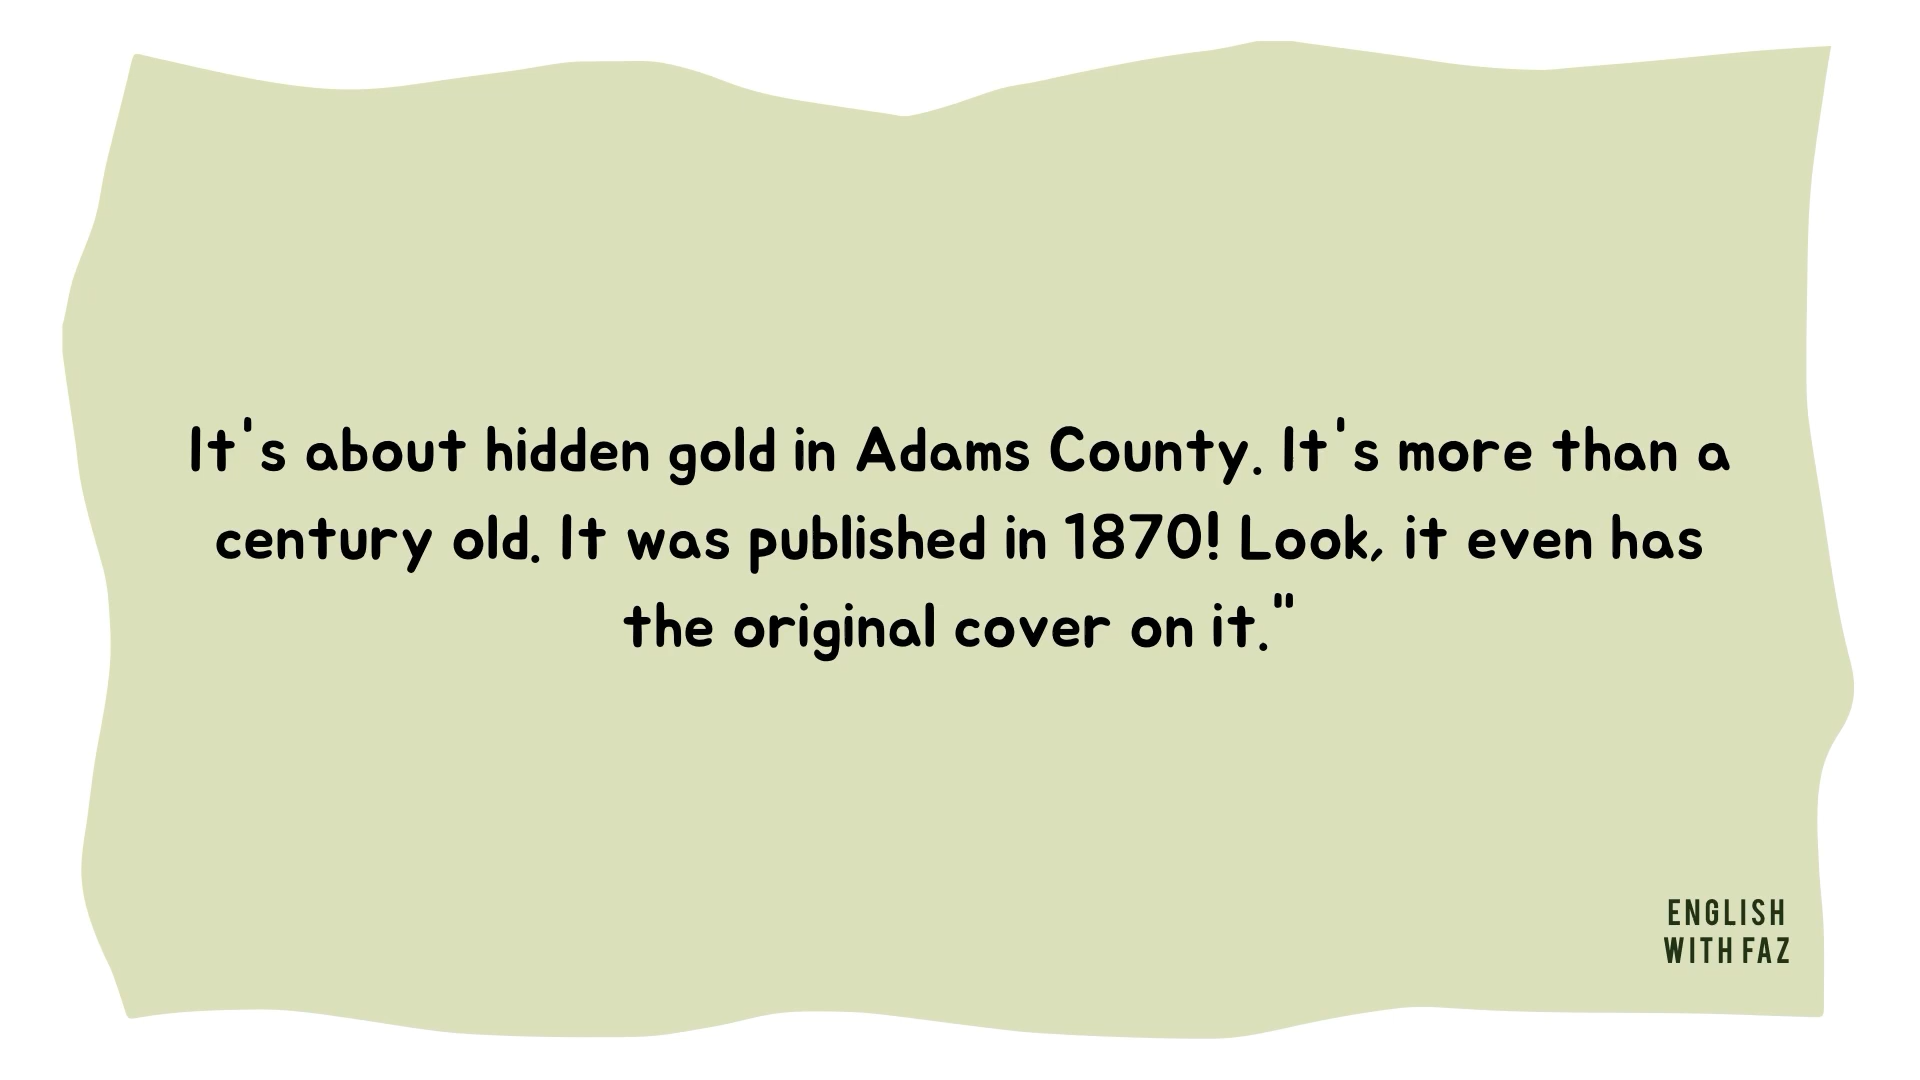 It's about hidden gold in Adams County. It's more than a
century old. It was published in 1870! Look, it even has
the original cover on it."
ENGLISH
WITH FAZ